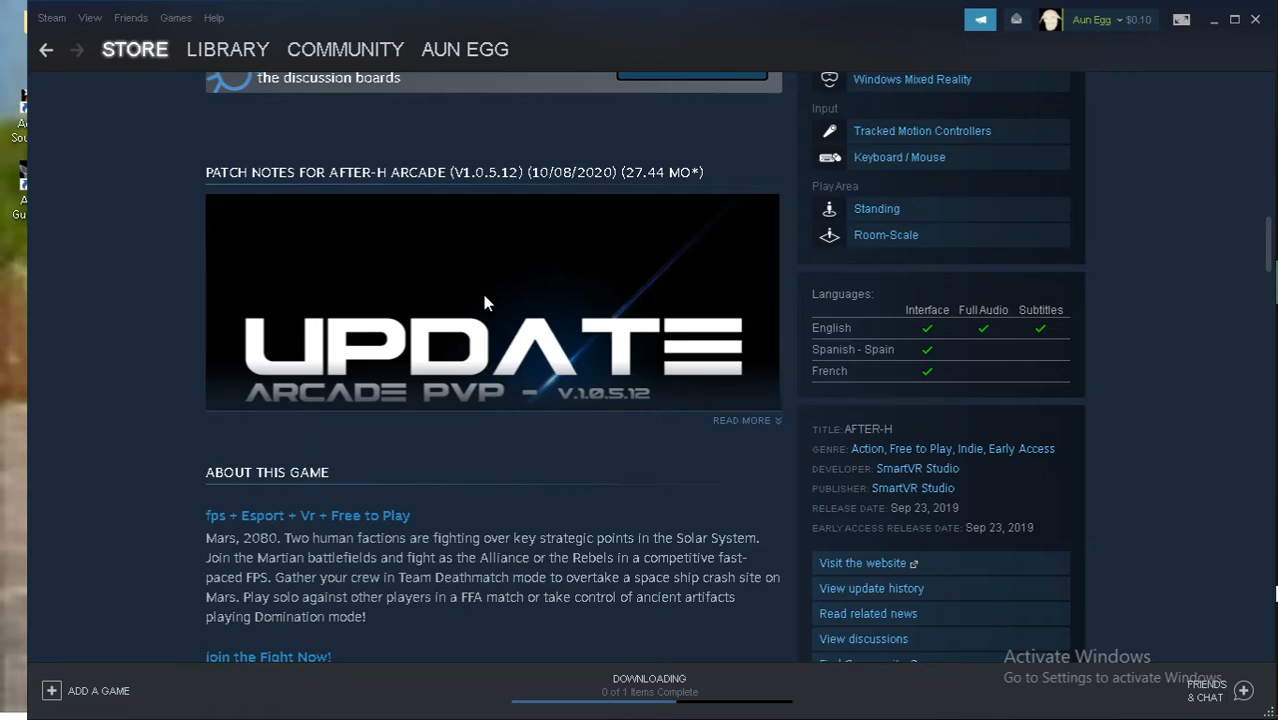 Steam View Friends Games Help
Aun Egg $0.10
STORE LIBRARY COMMUNITY AUN EGG
the discussion boards
PATCH NOTES FOR AFTER-H ARCADE (V1.0.5.12) (10/08/2020) (27.44 MO*)
UPDATE
ARCADE PVP - V.1.0.5.12
READ MORE
ABOUT THIS GAME
fps + Esport + Vr + Free to Play
Mars, 2080. Two human factions are fighting over key strategic points in the Solar System.
Join the Martian battlefields and fight as the Alliance or the Rebels in a competitive fast-
paced FPS. Gather your crew in Team Deathmatch mode to overtake a space ship crash site on
Mars. Play solo against other players in a FFA match or take control of ancient artifacts
playing Domination mode!
join the Fight Now!
Windows Mixed Reality
Input
Tracked Motion Controllers
Keyboard / Mouse
Play Area
Standing
Room-Scale
Languages:
Interface Full Audio Subtitles
English
Spanish - Spain
French
TITLE: AFTER-H
GENRE: Action, Free to Play, Indie, Early Access
DEVELOPER: SmartVR Studio
PUBLISHER: SmartVR Studio
RELEASE DATE: Sep 23, 2019
EARLY ACCESS RELEASE DATE: Sep 23, 2019
Visit the website
View update history
Read related news
View discussions
Activate Windows
Go to Settings to activate Windows.
ADD A GAME
DOWNLOADING
0 of 1 Items Complete
FRIENDS
& CHAT